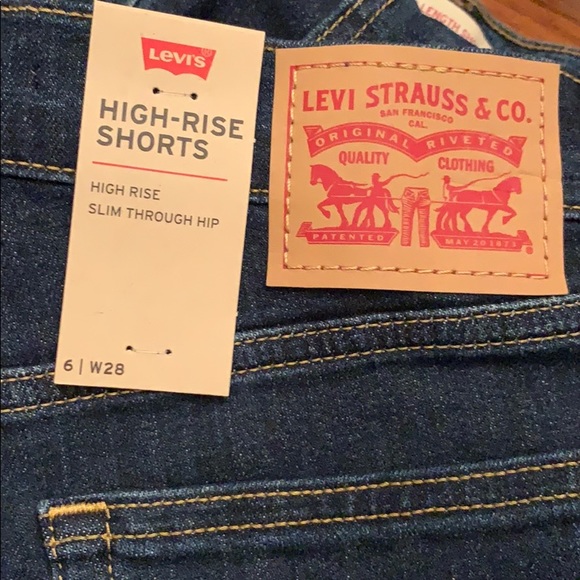 LENGTH
Levi's®
HIGH-RISE
SHORTS
HIGH RISE
SLIM THROUGH HIP
6 | W28
LEVI STRAUSS & CO.
SAN FRANCISCO
CAL.
ORIGINAL RIVETED
QUALITY CLOTHING
PATENTED MAY 20 1873
®